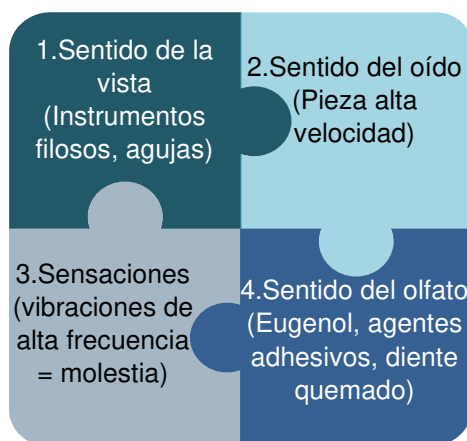 1.Sentido de la
vista
(Instrumentos
filosos, agujas)
2.Sentido del oído
(Pieza alta
velocidad)
3.Sensaciones
(vibraciones de
alta frecuencia
= molestia)
4.Sentido del olfato
(Eugenol, agentes
adhesivos, diente
quemado)